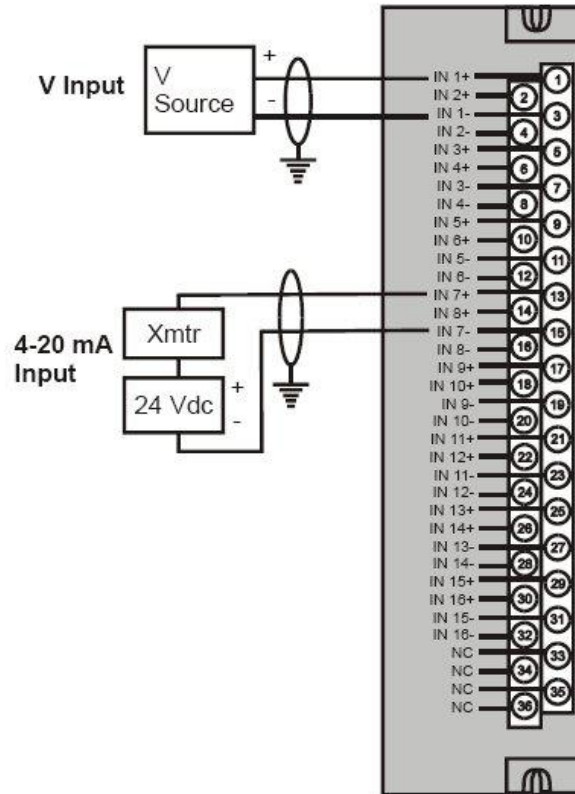 V Input
V
Source
+
-
4-20 mA
Input
Xmtr
24 Vdc
+
-
IN 1+
1
IN 2+
2
IN 1-
3
IN 2-
4
IN 3+
5
IN 4+
6
IN 3-
7
IN 4-
8
IN 5+
9
IN 6+
10
IN 5-
11
IN 6-
12
IN 7+
13
IN 8+
14
IN 7-
15
IN 8-
16
IN 9+
17
IN 10+
18
IN 9-
19
IN 10-
20
IN 11+
21
IN 12+
22
IN 11-
23
IN 12-
24
IN 13+
25
IN 14+
26
IN 13-
27
IN 14-
28
IN 15+
29
IN 16+
30
IN 15-
31
IN 16-
32
NC
33
NC
34
NC
35
NC
36